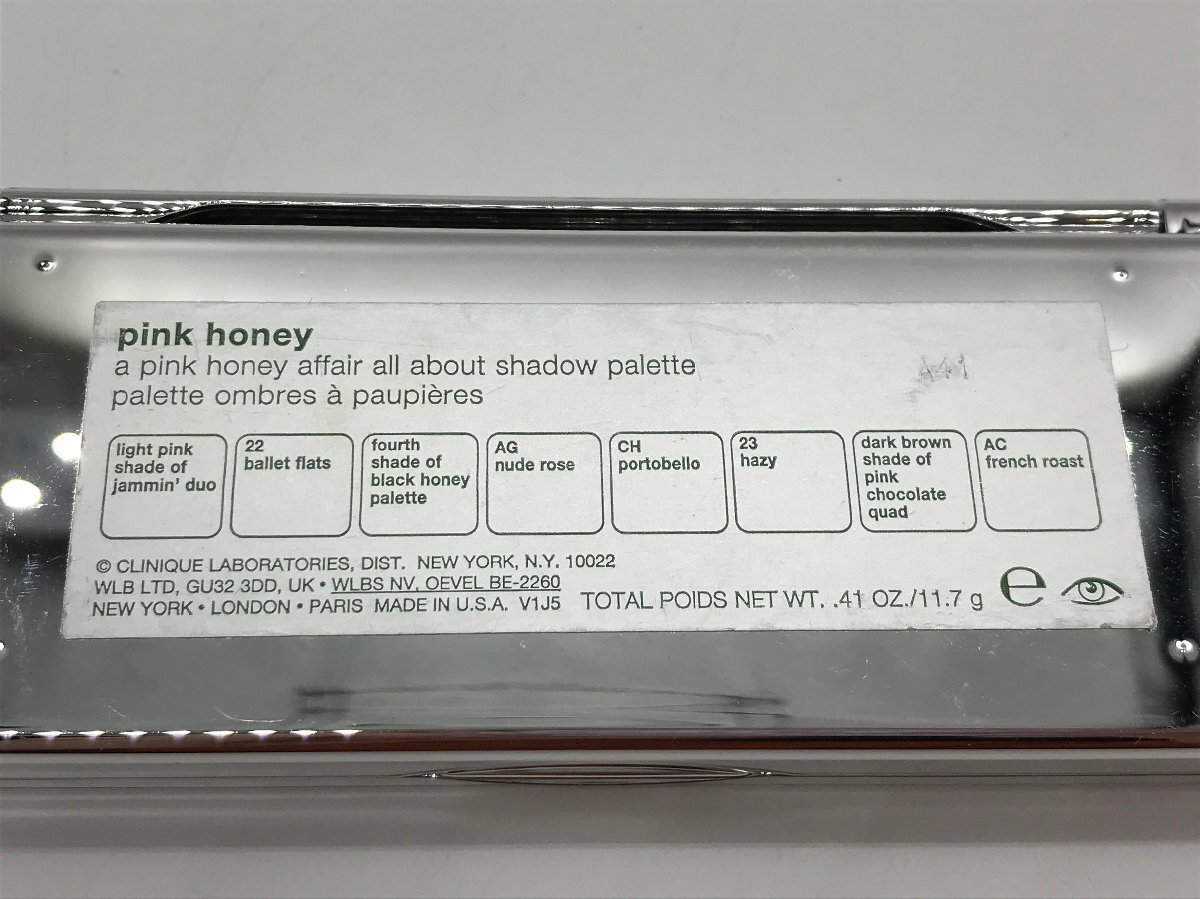 pink honey
a pink honey affair all about shadow palette
palette ombres à paupières
A41
light pink
shade of
jammin' duo
22
ballet flats
fourth
shade of
black honey
palette
AG
nude rose
CH
portobello
23
hazy
dark brown
shade of
pink
chocolate
quad
AC
french roast
© CLINIQUE LABORATORIES, DIST. NEW YORK, N.Y. 10022
WLB LTD, GU32 3DD, UK • WLBS NV, OEVEL BE-2260
NEW YORK • LONDON • PARIS MADE IN U.S.A. V1J5
TOTAL POIDS NET WT. .41 OZ./11.7 g e